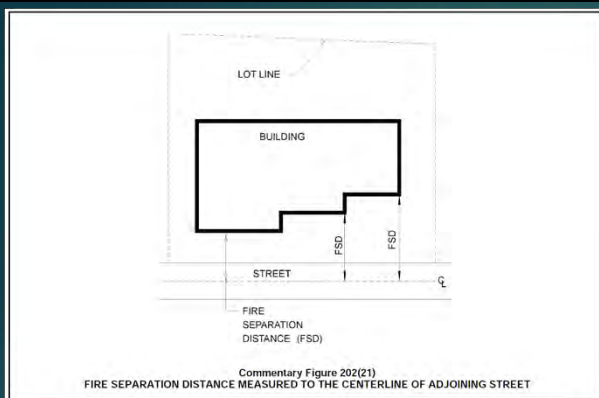 LOT LINE
BUILDING
FSD
FSD
STREET
℄
FIRE
SEPARATION
DISTANCE (FSD)
Commentary Figure 202(21)
FIRE SEPARATION DISTANCE MEASURED TO THE CENTERLINE OF ADJOINING STREET